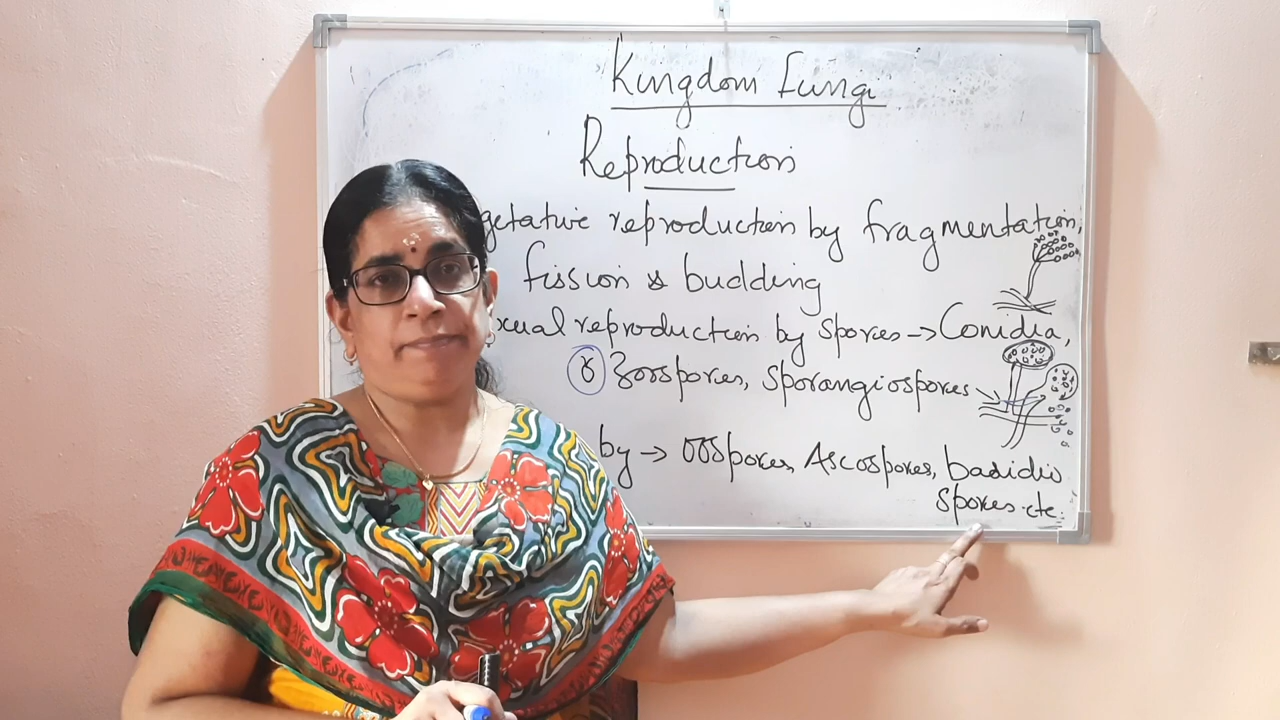 Kingdom Fungi
Reproduction
getative reproduction by fragmentation,
fission & budding
xual reproduction by spores → Conidia,
Zoospores, Sporangiospores
by → oospores, Ascospores, basidio
spores etc.